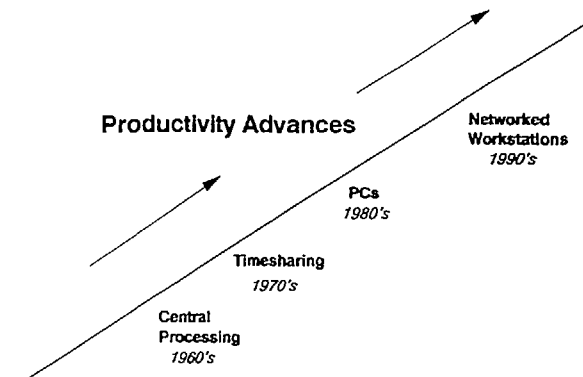 Productivity Advances
Networked
Workstations
1990's
PCs
1980's
Timesharing
1970's
Central
Processing
1960's